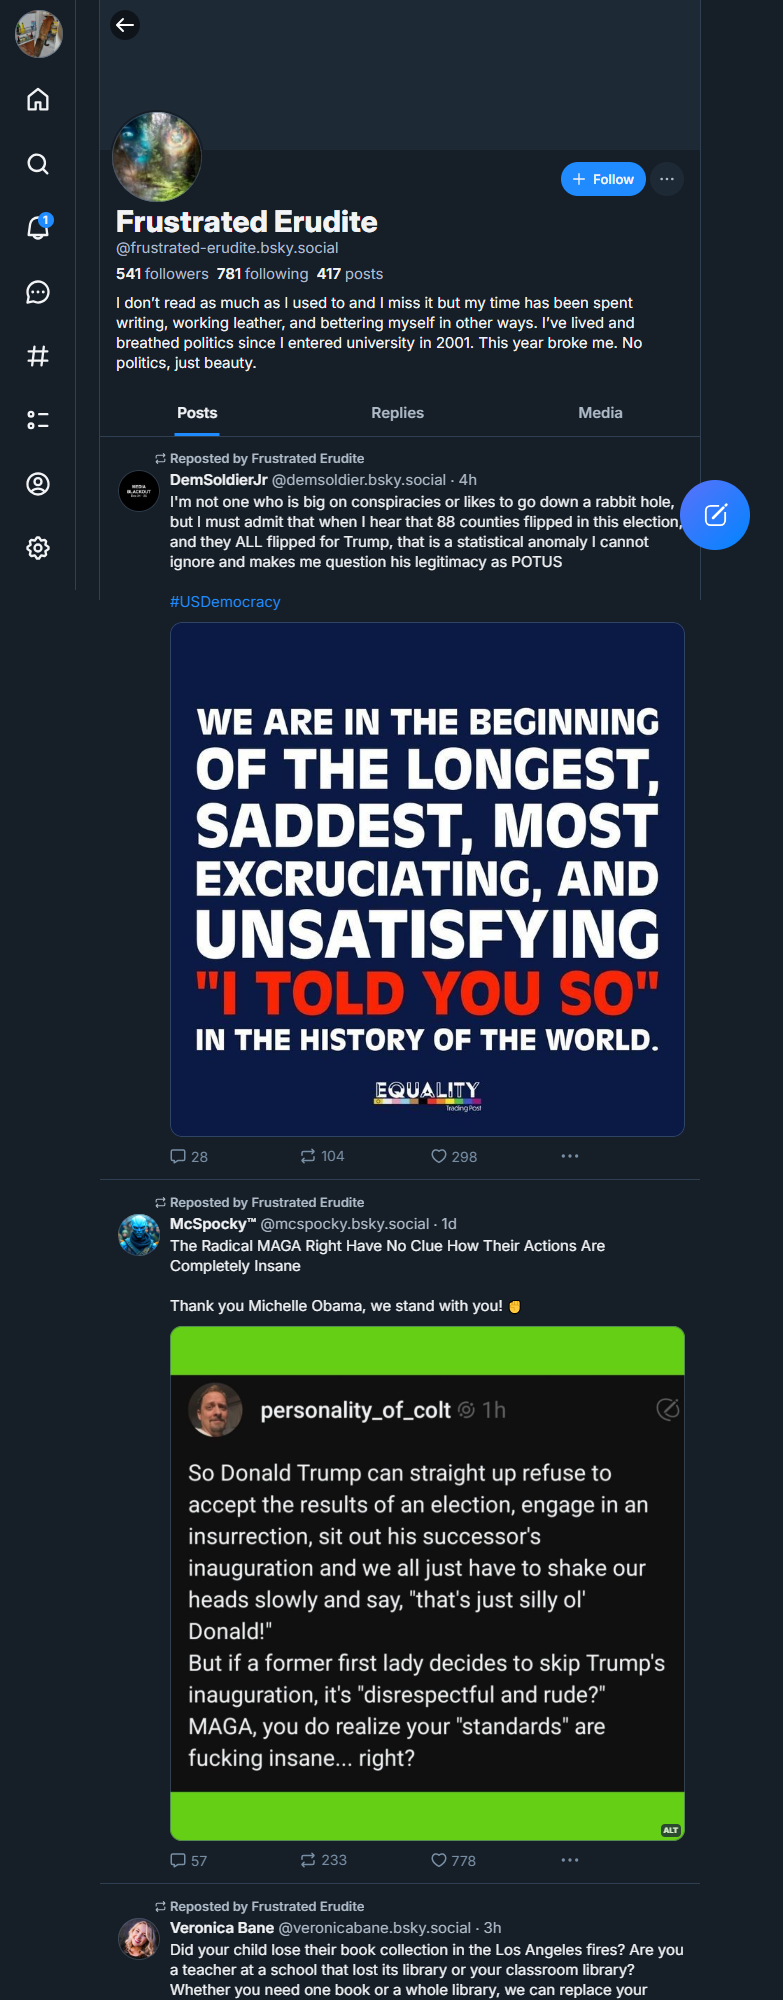 + Follow
Frustrated Erudite
@frustrated-erudite.bsky.social
541 followers 781 following 417 posts
I don’t read as much as I used to and I miss it but my time has been spent
writing, working leather, and bettering myself in other ways. I’ve lived and
breathed politics since I entered university in 2001. This year broke me. No
politics, just beauty.
Posts Replies Media
1
Reposted by Frustrated Erudite
DemSoldierJr @demsoldier.bsky.social · 4h
MEDIA
BLACKOUT
I'm not one who is big on conspiracies or likes to go down a rabbit hole,
but I must admit that when I hear that 88 counties flipped in this election,
and they ALL flipped for Trump, that is a statistical anomaly I cannot
ignore and makes me question his legitimacy as POTUS
#USDemocracy
WE ARE IN THE BEGINNING
OF THE LONGEST,
SADDEST, MOST
EXCRUCIATING, AND
UNSATISFYING
"I TOLD YOU SO"
IN THE HISTORY OF THE WORLD.
EQUALITY
Trading Post
28 104 298
Reposted by Frustrated Erudite
McSpocky™ @mcspocky.bsky.social · 1d
The Radical MAGA Right Have No Clue How Their Actions Are
Completely Insane
Thank you Michelle Obama, we stand with you! ✊
personality_of_colt 1h
So Donald Trump can straight up refuse to
accept the results of an election, engage in an
insurrection, sit out his successor's
inauguration and we all just have to shake our
heads slowly and say, "that's just silly ol'
Donald!"
But if a former first lady decides to skip Trump's
inauguration, it's "disrespectful and rude?"
MAGA, you do realize your "standards" are
fucking insane... right?
ALT
57 233 778
Reposted by Frustrated Erudite
Veronica Bane @veronicabane.bsky.social · 3h
Did your child lose their book collection in the Los Angeles fires? Are you
a teacher at a school that lost its library or your classroom library?
Whether you need one book or a whole library, we can replace your